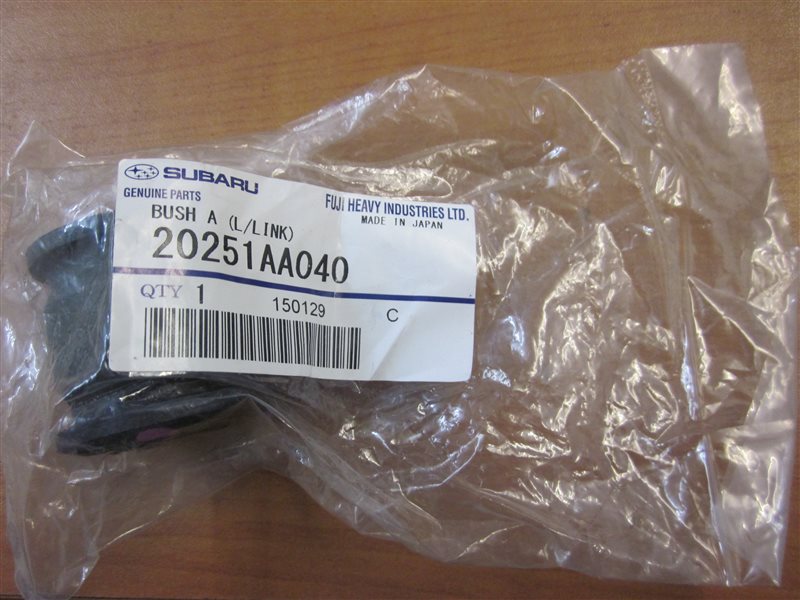 SUBARU
GENUINE PARTS
FUJI HEAVY INDUSTRIES LTD.
MADE IN JAPAN
BUSH A (L/LINK)
20251AA040
QTY 1
150129 C